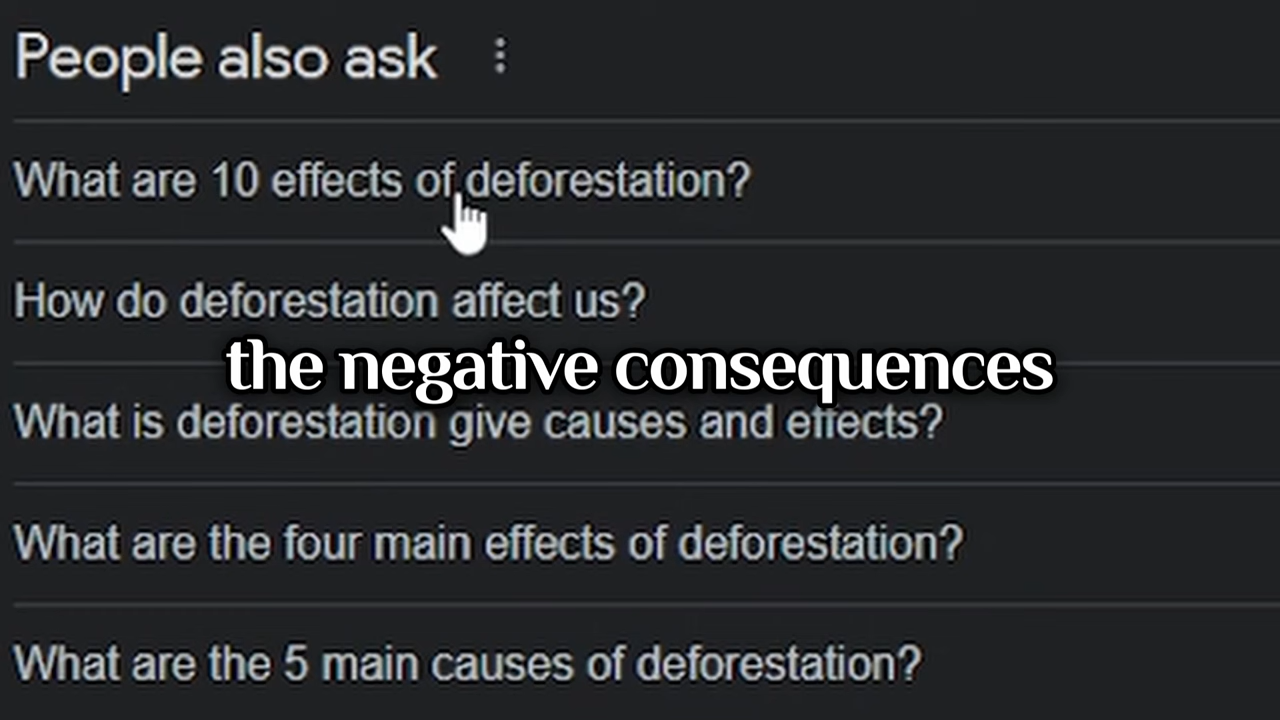 People also ask
What are 10 effects of deforestation?
How do deforestation affect us?
the negative consequences
What is deforestation give causes and effects?
What are the four main effects of deforestation?
What are the 5 main causes of deforestation?